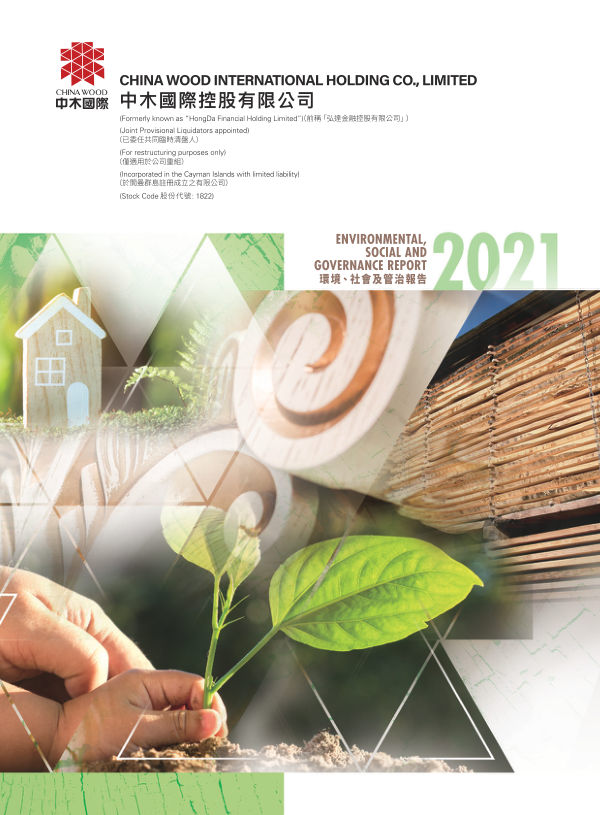 CHINA WOOD
中木國際
CHINA WOOD INTERNATIONAL HOLDING CO., LIMITED
中木國際控股有限公司
(Formerly known as "HongDa Financial Holding Limited")(前稱「弘達金融控股有限公司」)
(Joint Provisional Liquidators appointed)
(已委任共同臨時清盤人)
(For restructuring purposes only)
(僅適用於公司重組)
(Incorporated in the Cayman Islands with limited liability)
(於開曼群島註冊成立之有限公司)
(Stock Code 股份代號: 1822)
ENVIRONMENTAL,
SOCIAL AND
GOVERNANCE REPORT
環境、社會及管治報告
2021